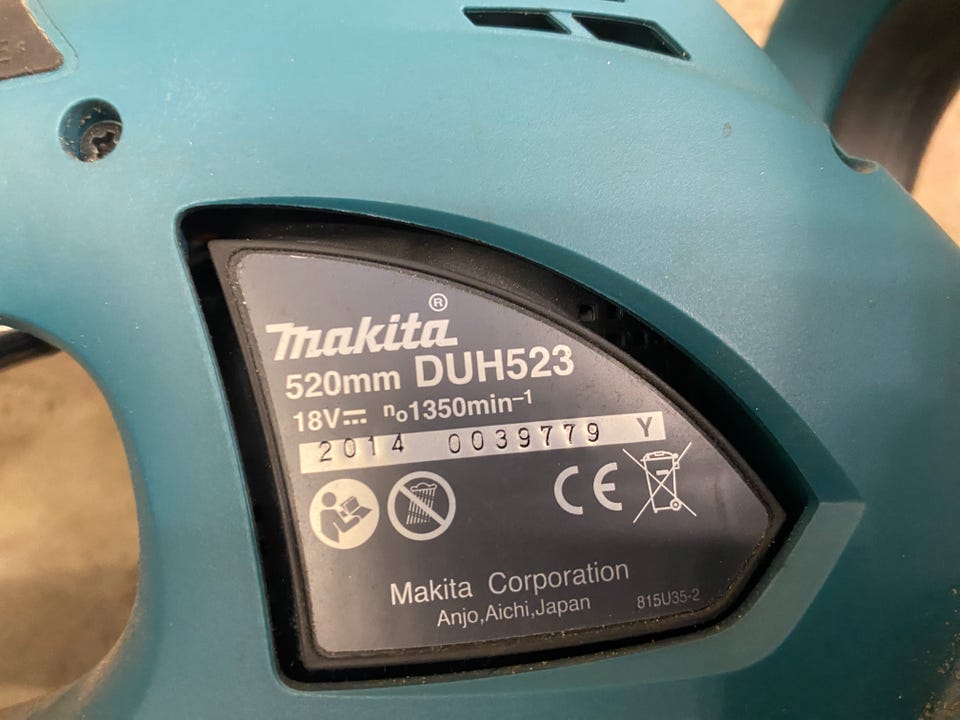 makita®
520mm DUH523
18V⎓ n₀1350min⁻¹
2014 0039779 Y
CE
Makita Corporation
Anjo,Aichi,Japan
815U35-2